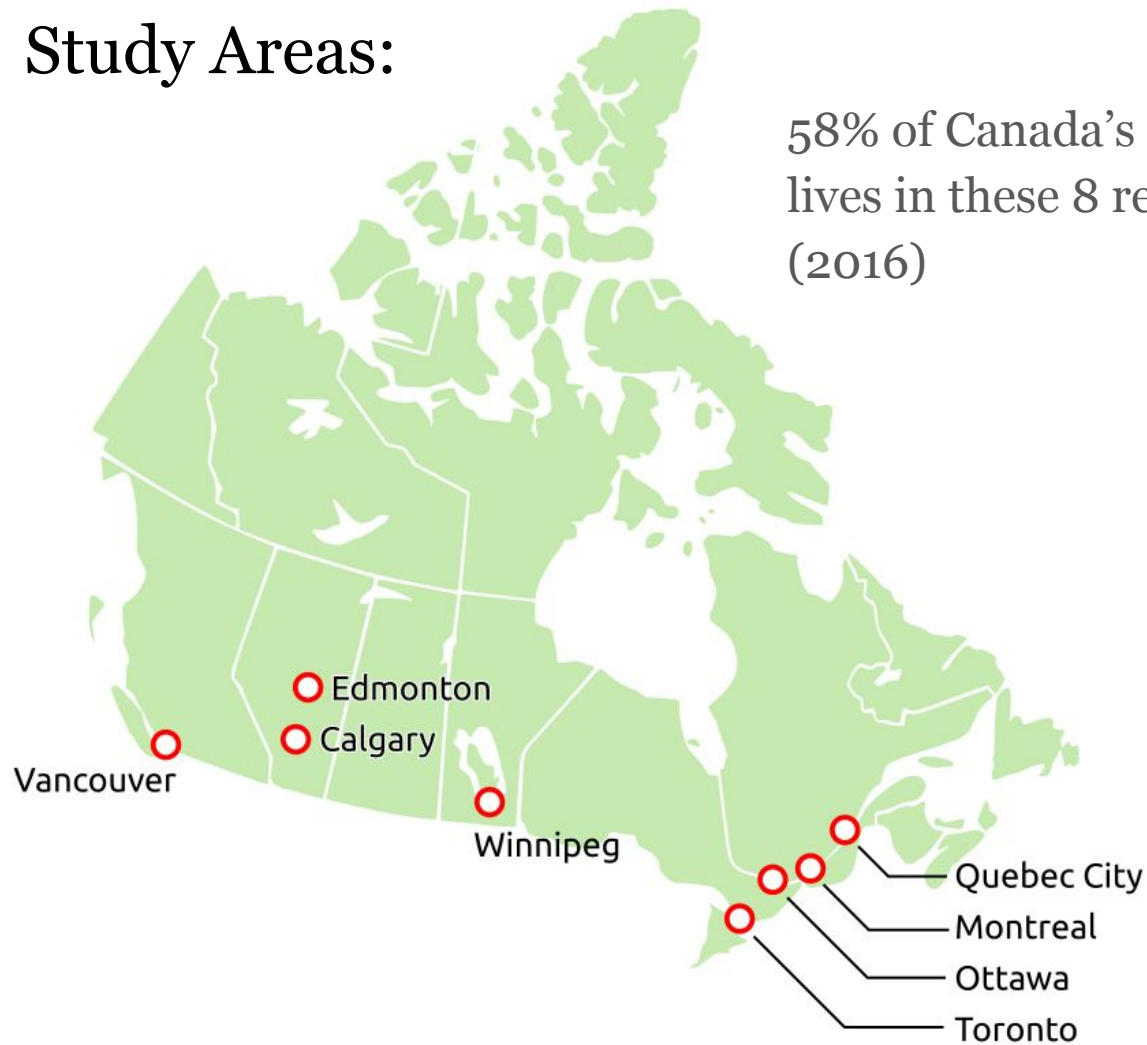 Study Areas:
58% of Canada's
lives in these 8
(2016)
Edmonton
Calgary
Vancouver
Winnipeg
Quebec City
Montreal
Ottawa
Toronto